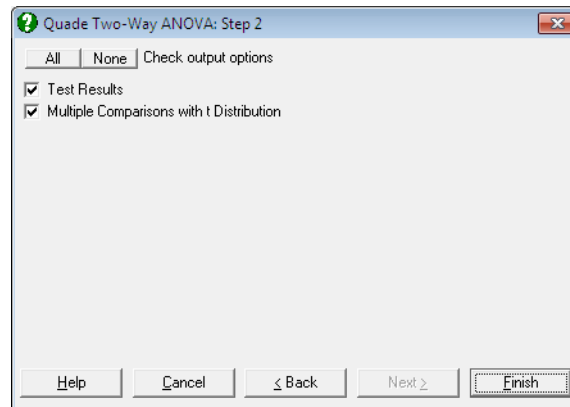 Quade Two-Way ANOVA: Step 2
All None Check output options
Test Results
Multiple Comparisons with t Distribution
Help Cancel < Back Next > Finish